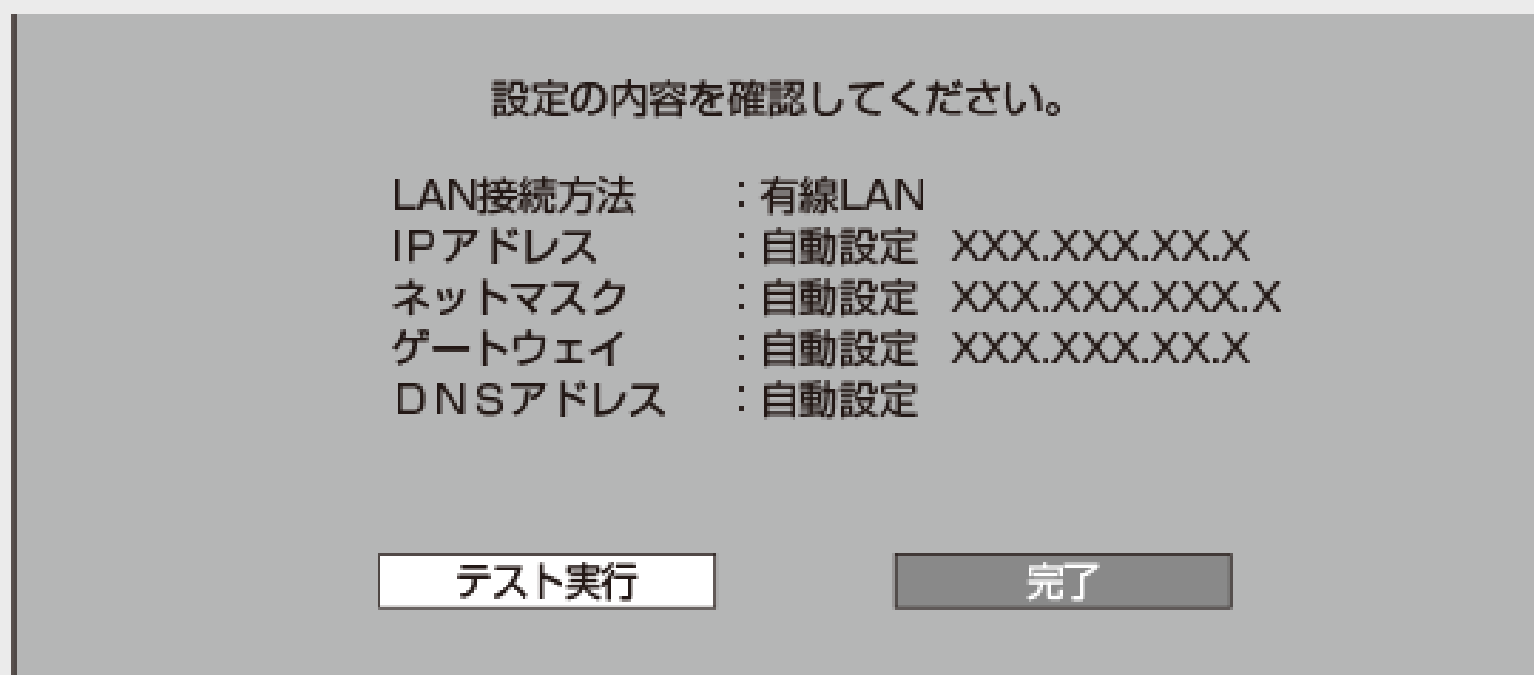 設定の内容を確認してください。
LAN接続方法 ：有線LAN
IPアドレス ：自動設定 XXX.XXX.XX.X
ネットマスク ：自動設定 XXX.XXX.XXX.X
ゲートウェイ ：自動設定 XXX.XXX.XX.X
DNSアドレス ：自動設定
テスト実行 完了